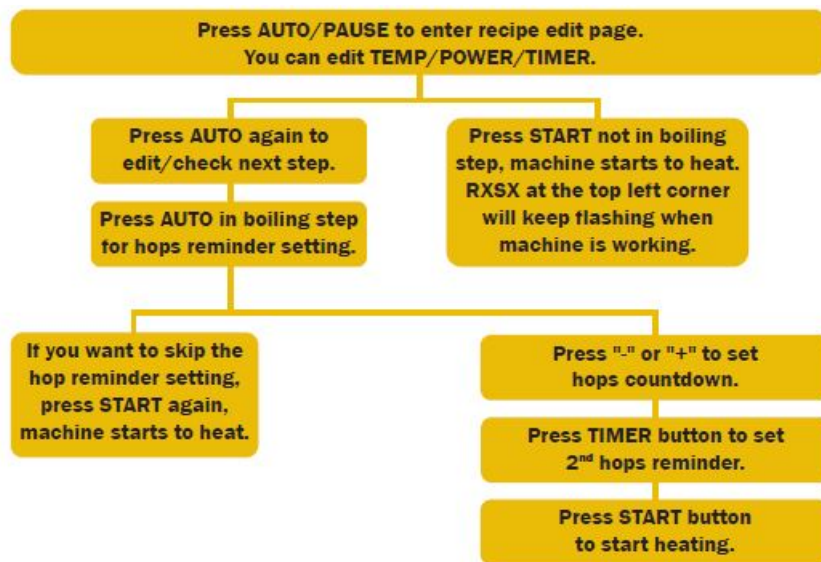 Press AUTO/PAUSE to enter recipe edit page.
You can edit TEMP/POWER/TIMER.
Press AUTO again to
edit/check next step.
Press START not in boiling
step, machine starts to heat.
RXSX at the top left corner
will keep flashing when
machine is working.
Press AUTO in boiling step
for hops reminder setting.
If you want to skip the
hop reminder setting,
press START again,
machine starts to heat.
Press "-" or "+" to set
hops countdown.
Press TIMER button to set
2nd hops reminder.
Press START button
to start heating.